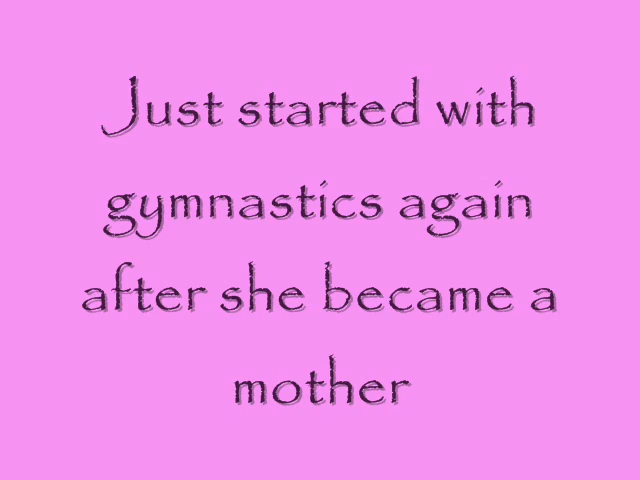 Just started with
gymnastics again
after she became a
mother